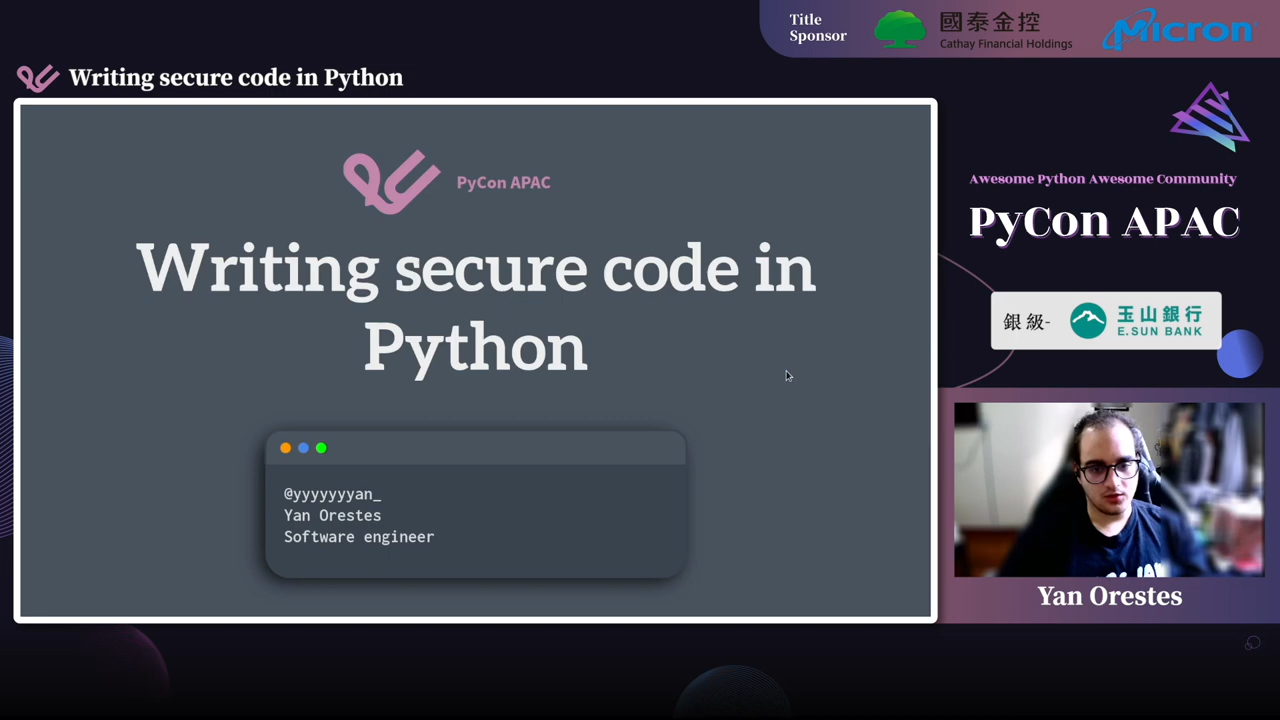 Title
Sponsor
國泰金控
Cathay Financial Holdings
Micron
Writing secure code in Python
PyCon APAC
Writing secure code in
Python
@yyyyyyyan_
Yan Orestes
Software engineer
Awesome Python Awesome Community
PyCon APAC
銀級-
玉山銀行
E.SUN BANK
Yan Orestes